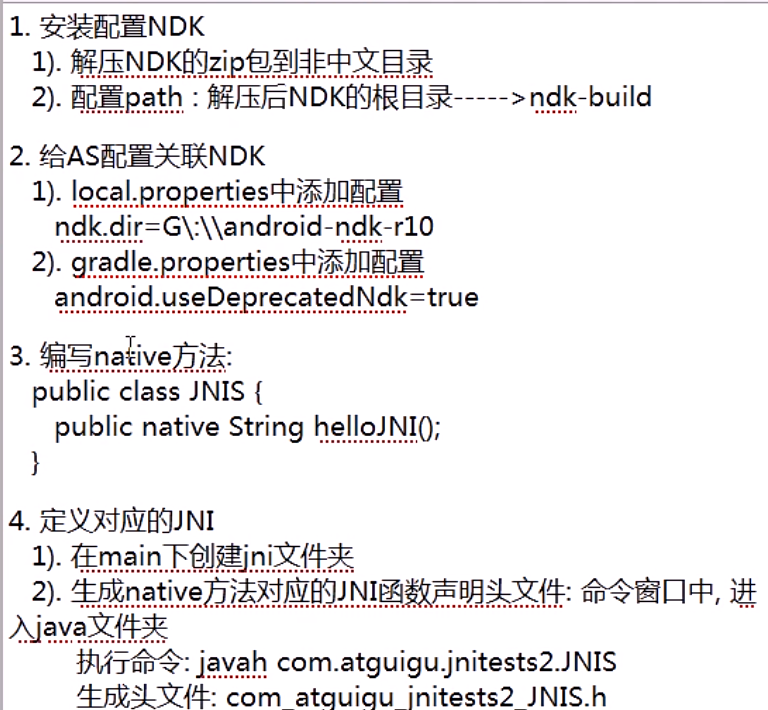 1. 安装配置NDK
1). 解压NDK的zip包到非中文目录
2). 配置path : 解压后NDK的根目录----->ndk-build
2. 给AS配置关联NDK
1). local.properties中添加配置
ndk.dir=G\:\\android-ndk-r10
2). gradle.properties中添加配置
android.useDeprecatedNdk=true
3. 编写native方法:
public class JNIS {
public native String helloJNI();
}
4. 定义对应的JNI
1). 在main下创建jni文件夹
2). 生成native方法对应的JNI函数声明头文件: 命令窗口中, 进
入java文件夹
执行命令: javah com.atguigu.jnitests2.JNIS
生成头文件: com_atguigu_jnitests2_JNIS.h